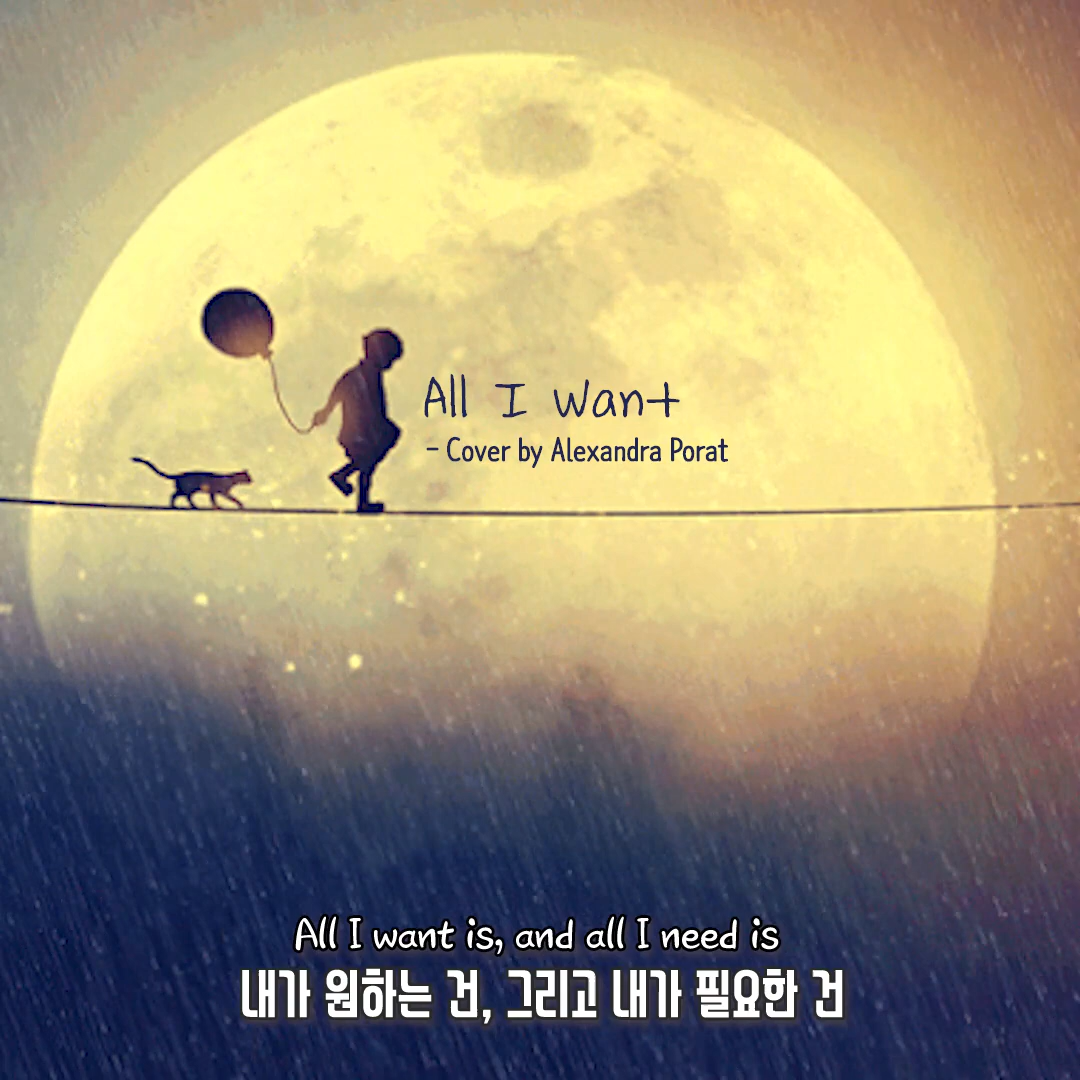 All I Want
- Cover by Alexandra Porat
All I want is, and all I need is
내가 원하는 건, 그리고 내가 필요한 건